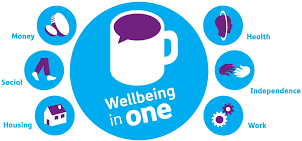 Money
Social
Housing
Wellbeing
in one
Health
Independence
Work